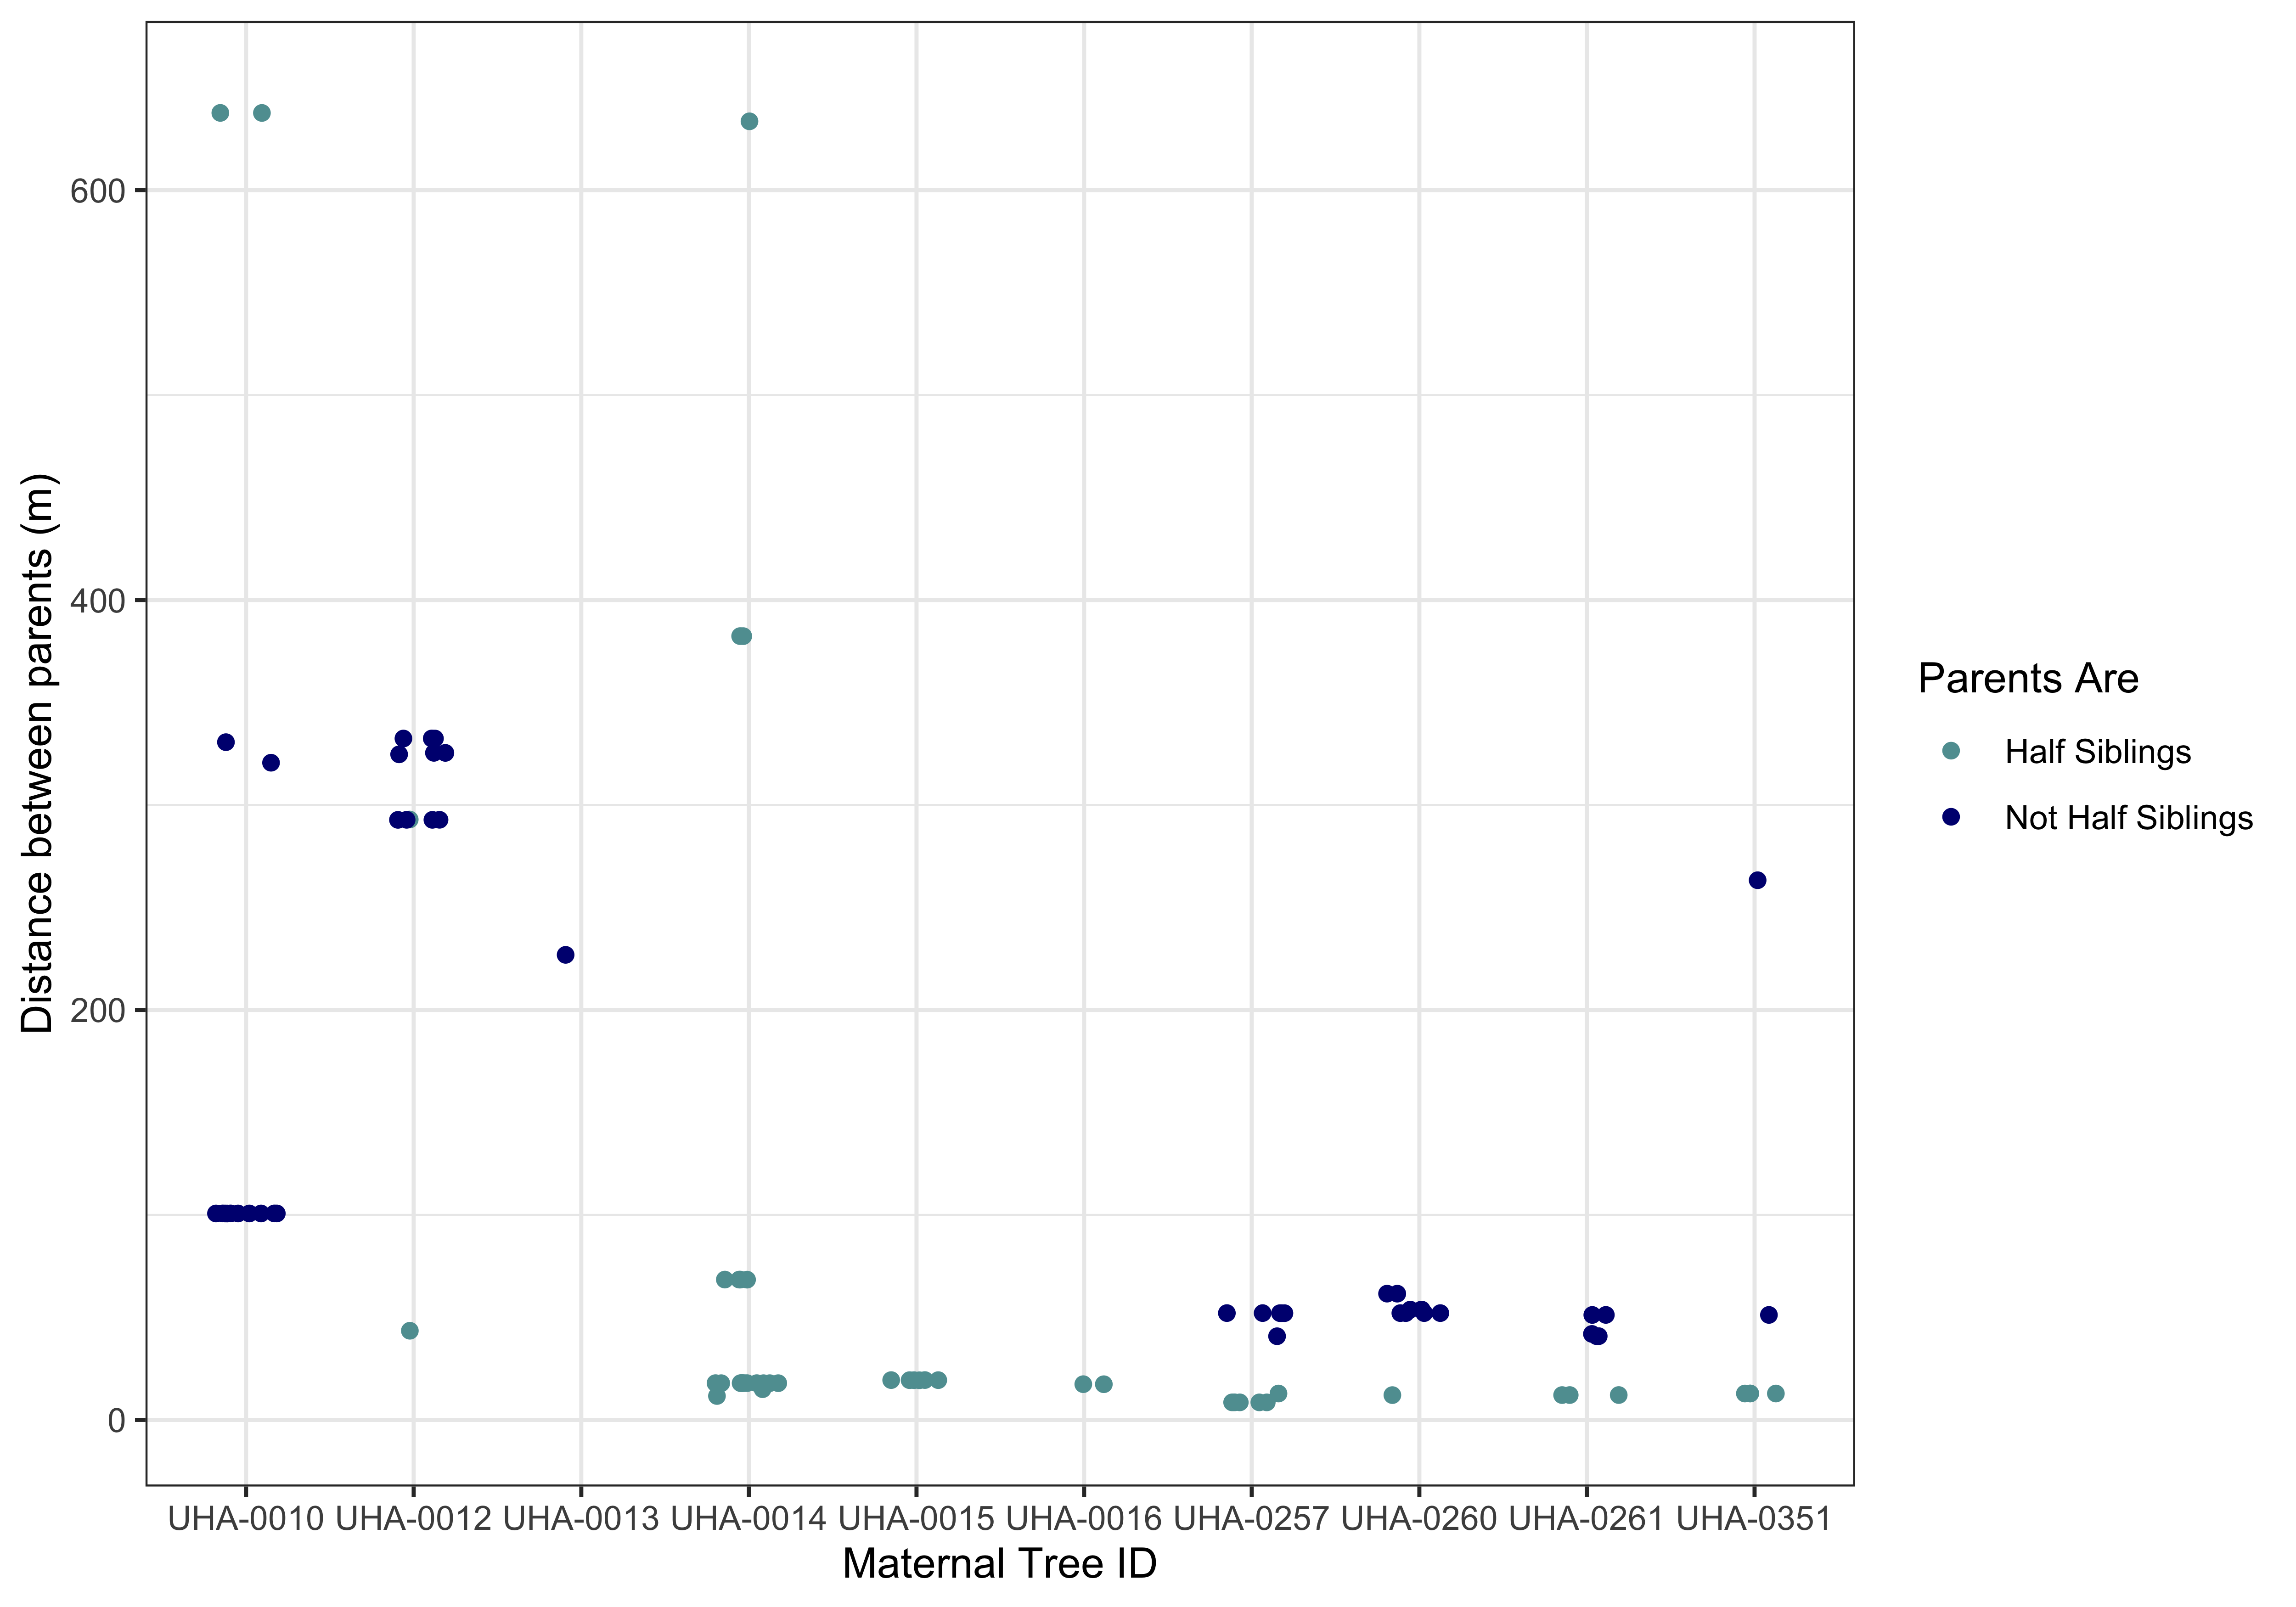 600
400
200
0
Distance between parents (m)
UHA-0010 UHA-0012 UHA-0013 UHA-0014 UHA-0015 UHA-0016 UHA-0257 UHA-0260 UHA-0261 UHA-0351
Maternal Tree ID
Parents Are
Half Siblings
Not Half Siblings